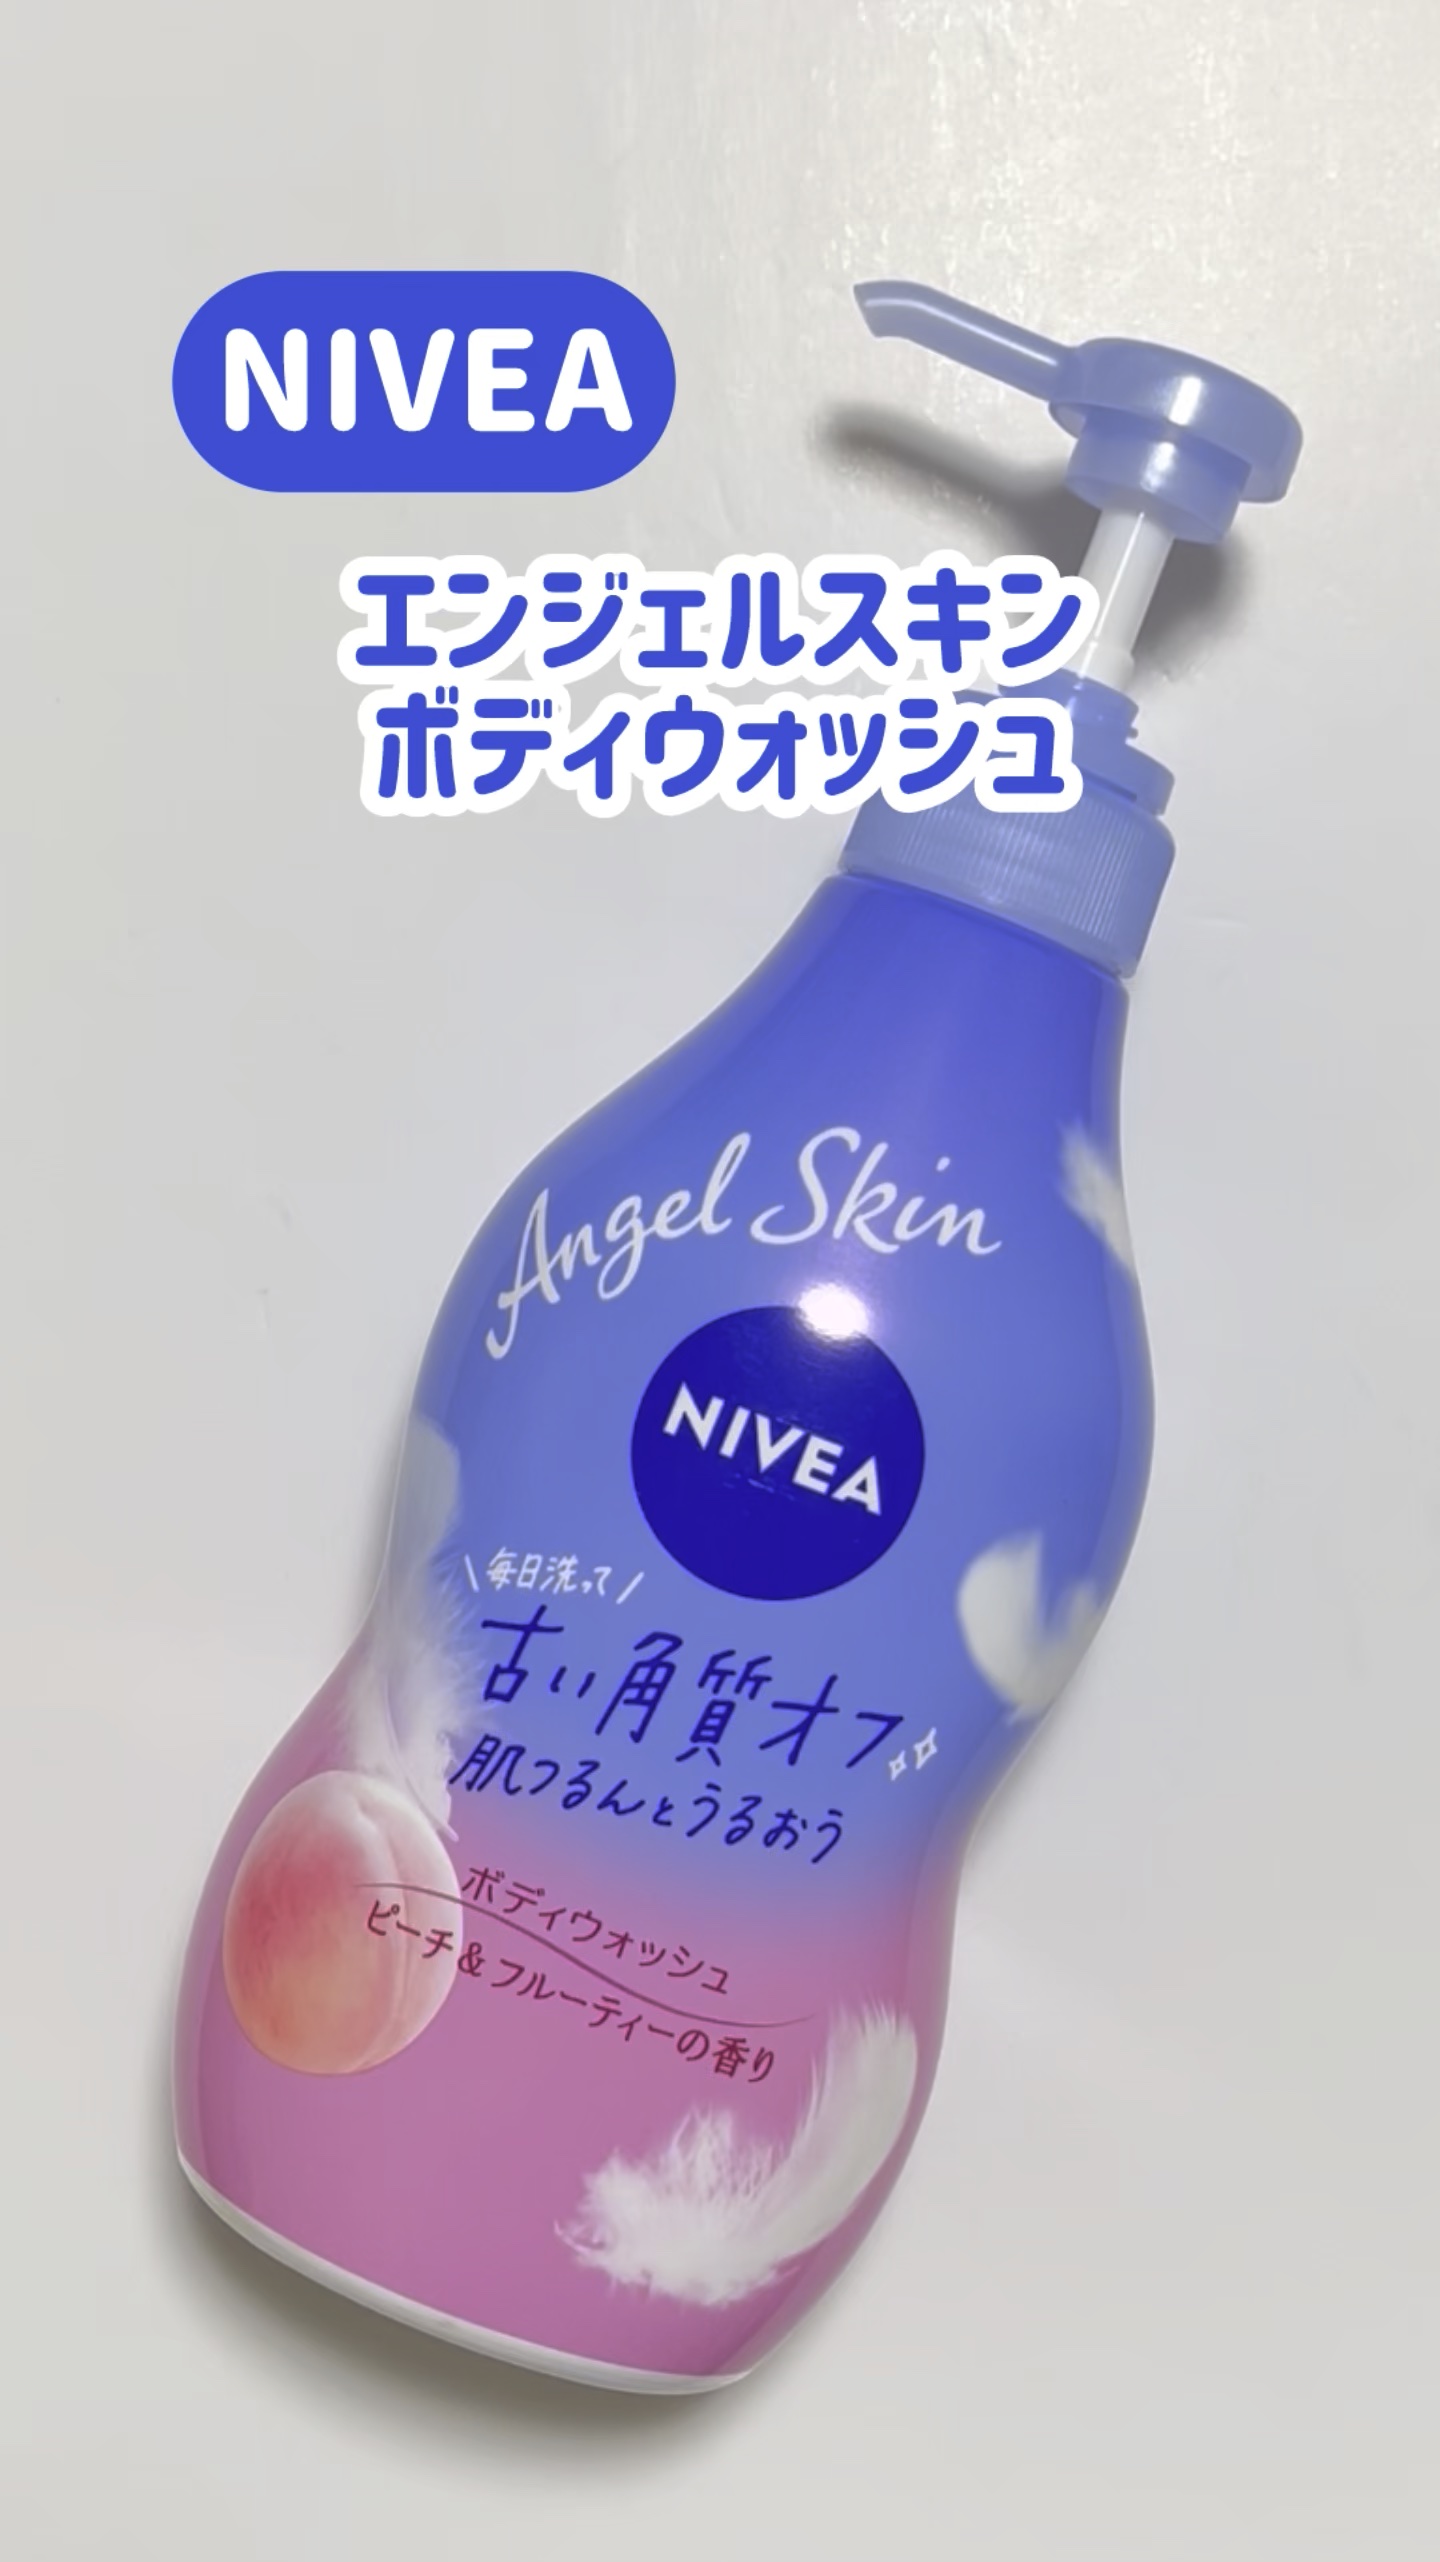 NIVEA
エンジェルスキン
ボディウォッシュ
Angel Skin
NIVEA
\毎日洗って/
古い角質オフ
肌つるんとうるおう
ボディウォッシュ
ピーチ&フルーティーの香り